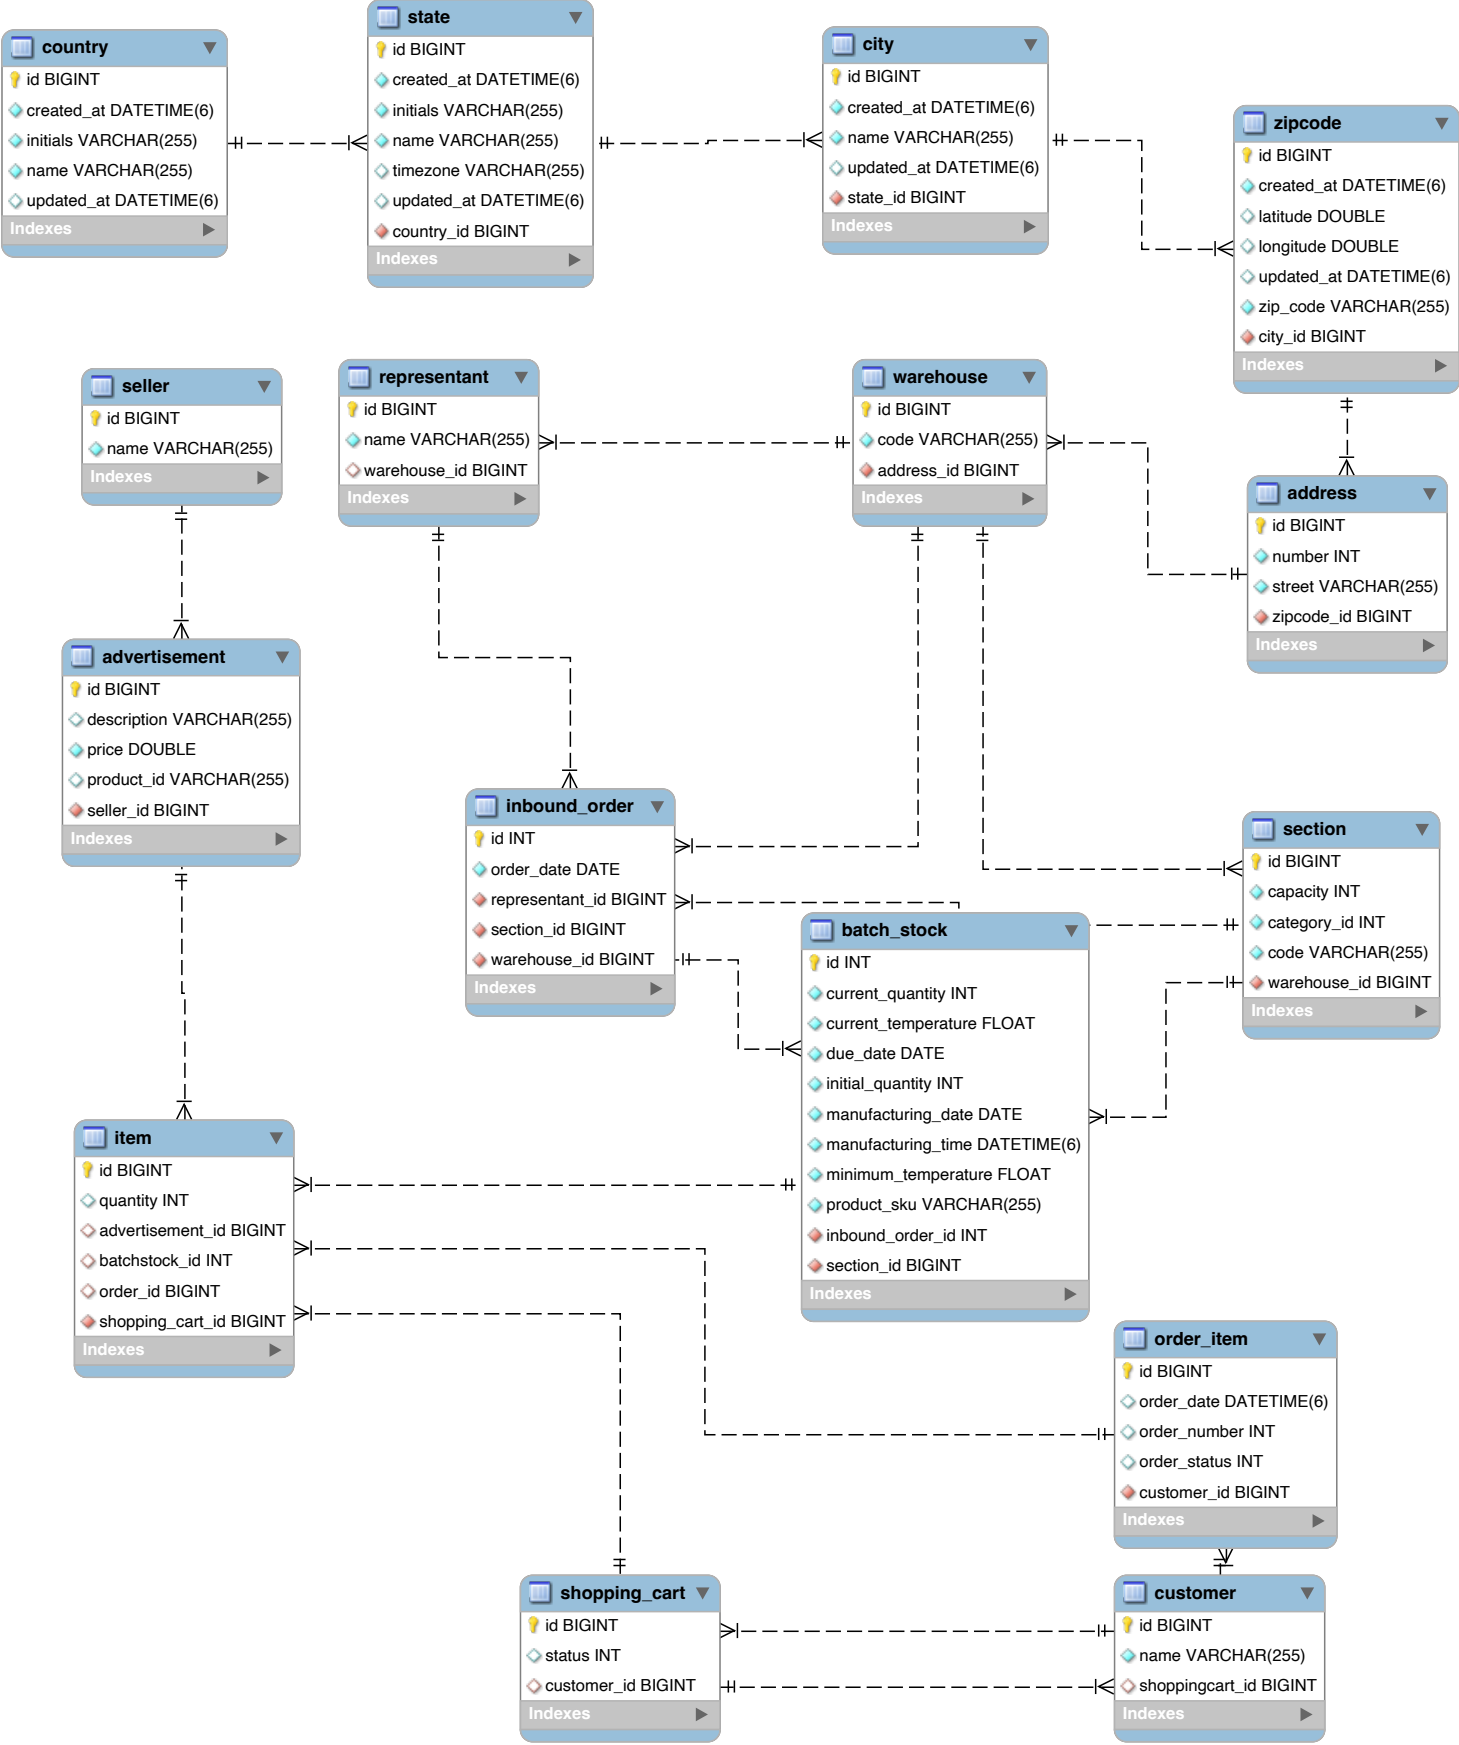 country
id BIGINT
created_at DATETIME(6)
initials VARCHAR(255)
name VARCHAR(255)
updated_at DATETIME(6)
Indexes
state
id BIGINT
created_at DATETIME(6)
initials VARCHAR(255)
name VARCHAR(255)
timezone VARCHAR(255)
updated_at DATETIME(6)
country_id BIGINT
Indexes
city
id BIGINT
created_at DATETIME(6)
name VARCHAR(255)
updated_at DATETIME(6)
state_id BIGINT
Indexes
zipcode
id BIGINT
created_at DATETIME(6)
latitude DOUBLE
longitude DOUBLE
updated_at DATETIME(6)
zip_code VARCHAR(255)
city_id BIGINT
Indexes
seller
id BIGINT
name VARCHAR(255)
Indexes
representant
id BIGINT
name VARCHAR(255)
warehouse_id BIGINT
Indexes
warehouse
id BIGINT
code VARCHAR(255)
address_id BIGINT
Indexes
address
id BIGINT
number INT
street VARCHAR(255)
zipcode_id BIGINT
Indexes
advertisement
id BIGINT
description VARCHAR(255)
price DOUBLE
product_id VARCHAR(255)
seller_id BIGINT
Indexes
inbound_order
id INT
order_date DATE
representant_id BIGINT
section_id BIGINT
warehouse_id BIGINT
Indexes
section
id BIGINT
capacity INT
category_id INT
code VARCHAR(255)
warehouse_id BIGINT
Indexes
batch_stock
id INT
current_quantity INT
current_temperature FLOAT
due_date DATE
initial_quantity INT
manufacturing_date DATE
manufacturing_time DATETIME(6)
minimum_temperature FLOAT
product_sku VARCHAR(255)
inbound_order_id INT
section_id BIGINT
Indexes
item
id BIGINT
quantity INT
advertisement_id BIGINT
batchstock_id INT
order_id BIGINT
shopping_cart_id BIGINT
Indexes
order_item
id BIGINT
order_date DATETIME(6)
order_number INT
order_status INT
customer_id BIGINT
Indexes
shopping_cart
id BIGINT
status INT
customer_id BIGINT
Indexes
customer
id BIGINT
name VARCHAR(255)
shoppingcart_id BIGINT
Indexes